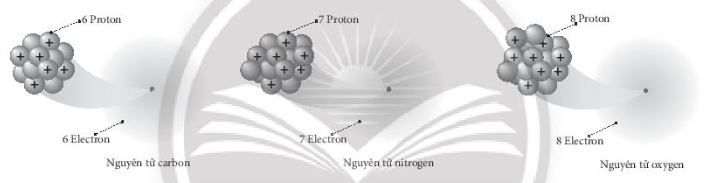 6 Proton
7 Proton
8 Proton
6 Electron
7 Electron
8 Electron
Nguyên tử carbon
Nguyên tử nitrogen
Nguyên tử oxygen